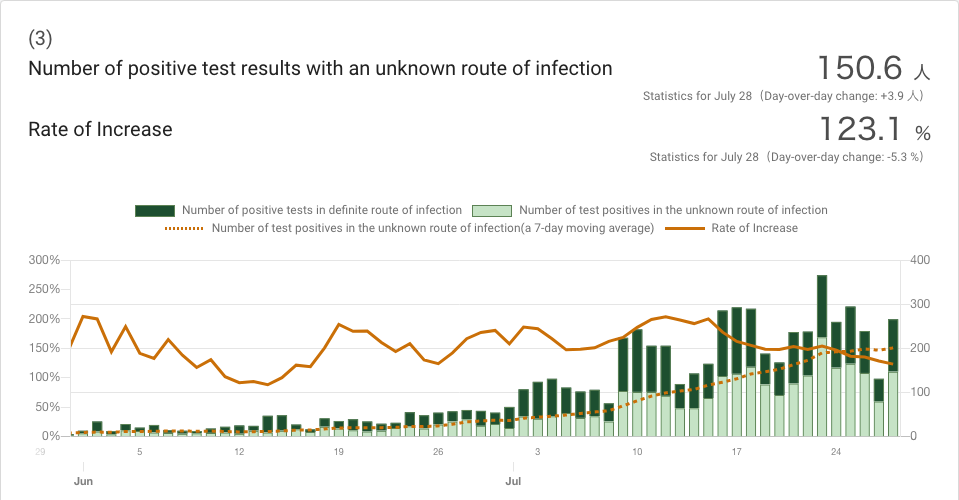 (3)
Number of positive test results with an unknown route of infection
150.6 人
Statistics for July 28（Day-over-day change: +3.9 人）
Rate of Increase
123.1 %
Statistics for July 28（Day-over-day change: -5.3 %）
Number of positive tests in definite route of infection Number of test positives in the unknown route of infection
Number of test positives in the unknown route of infection(a 7-day moving average) Rate of Increase
300% 400
250%
200% 300
150% 200
100%
50% 100
0% 0
29 5 12 19 26 3 10 17 24
Jun Jul